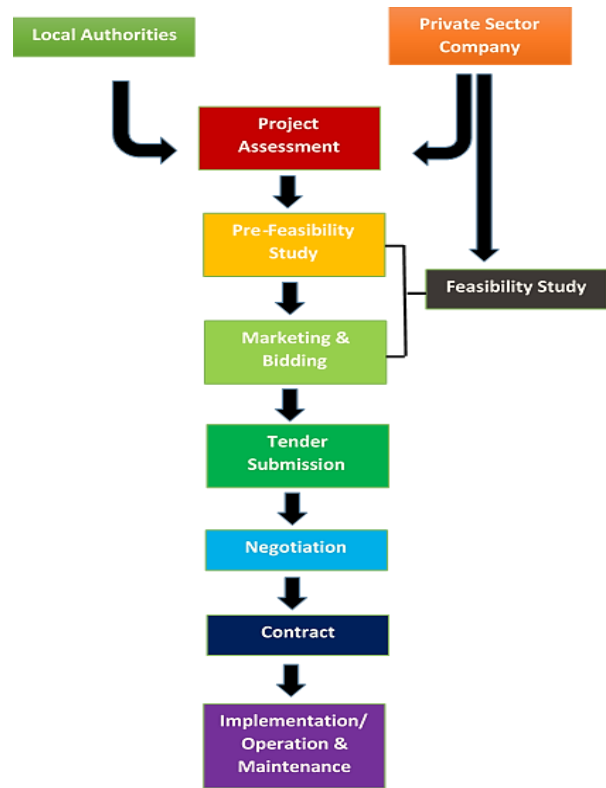 Local Authorities
Private Sector
Company
Project
Assessment
Pre-Feasibility
Study
Feasibility Study
Marketing &
Bidding
Tender
Submission
Negotiation
Contract
Implementation/
Operation &
Maintenance